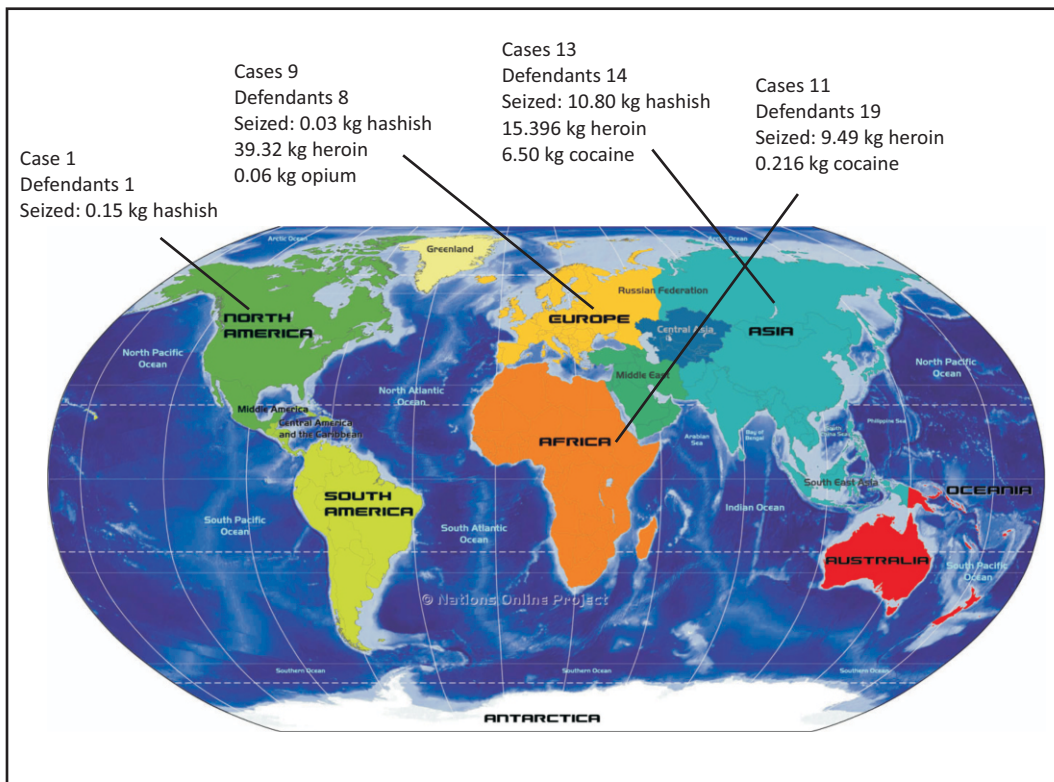 Case 1
Defendants 1
Seized: 0.15 kg hashish
Cases 9
Defendants 8
Seized: 0.03 kg hashish
39.32 kg heroin
0.06 kg opium
Cases 13
Defendants 14
Seized: 10.80 kg hashish
15.396 kg heroin
6.50 kg cocaine
Cases 11
Defendants 19
Seized: 9.49 kg heroin
0.216 kg cocaine
Arctic Ocean
Arctic Ocean
Greenland
Russian Federation
NORTH
AMERICA
EUROPE
Central Asia
ASIA
North Pacific
Ocean
North Atlantic
Ocean
Middle East
North Pacific
Ocean
Middle America
Central America
and the Caribbean
AFRICA
Arabian
Sea
Bay of
Bengal
Philippine Sea
South East Asia
OCEANIA
SOUTH
AMERICA
South Pacific
Ocean
South Atlantic
Ocean
Indian Ocean
AUSTRALIA
South Pacific
Ocean
© Nations Online Project
Southern Ocean
Southern Ocean
Southern Ocean
ANTARCTICA